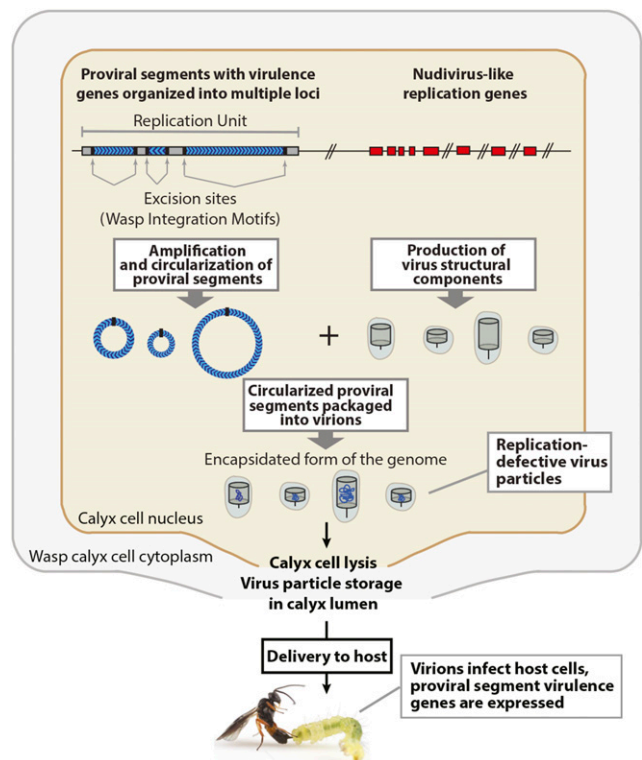 Proviral segments with virulence
genes organized into multiple loci
Nudivirus-like
replication genes
Replication Unit
Excision sites
(Wasp Integration Motifs)
Amplification
and circularization of
proviral segments
Production of
virus structural
components
+
Circularized proviral
segments packaged
into virions
Encapsidated form of the genome
Replication-
defective virus
particles
Calyx cell nucleus
Wasp calyx cell cytoplasm
Calyx cell lysis
Virus particle storage
in calyx lumen
Delivery to host
Virions infect host cells,
proviral segment virulence
genes are expressed